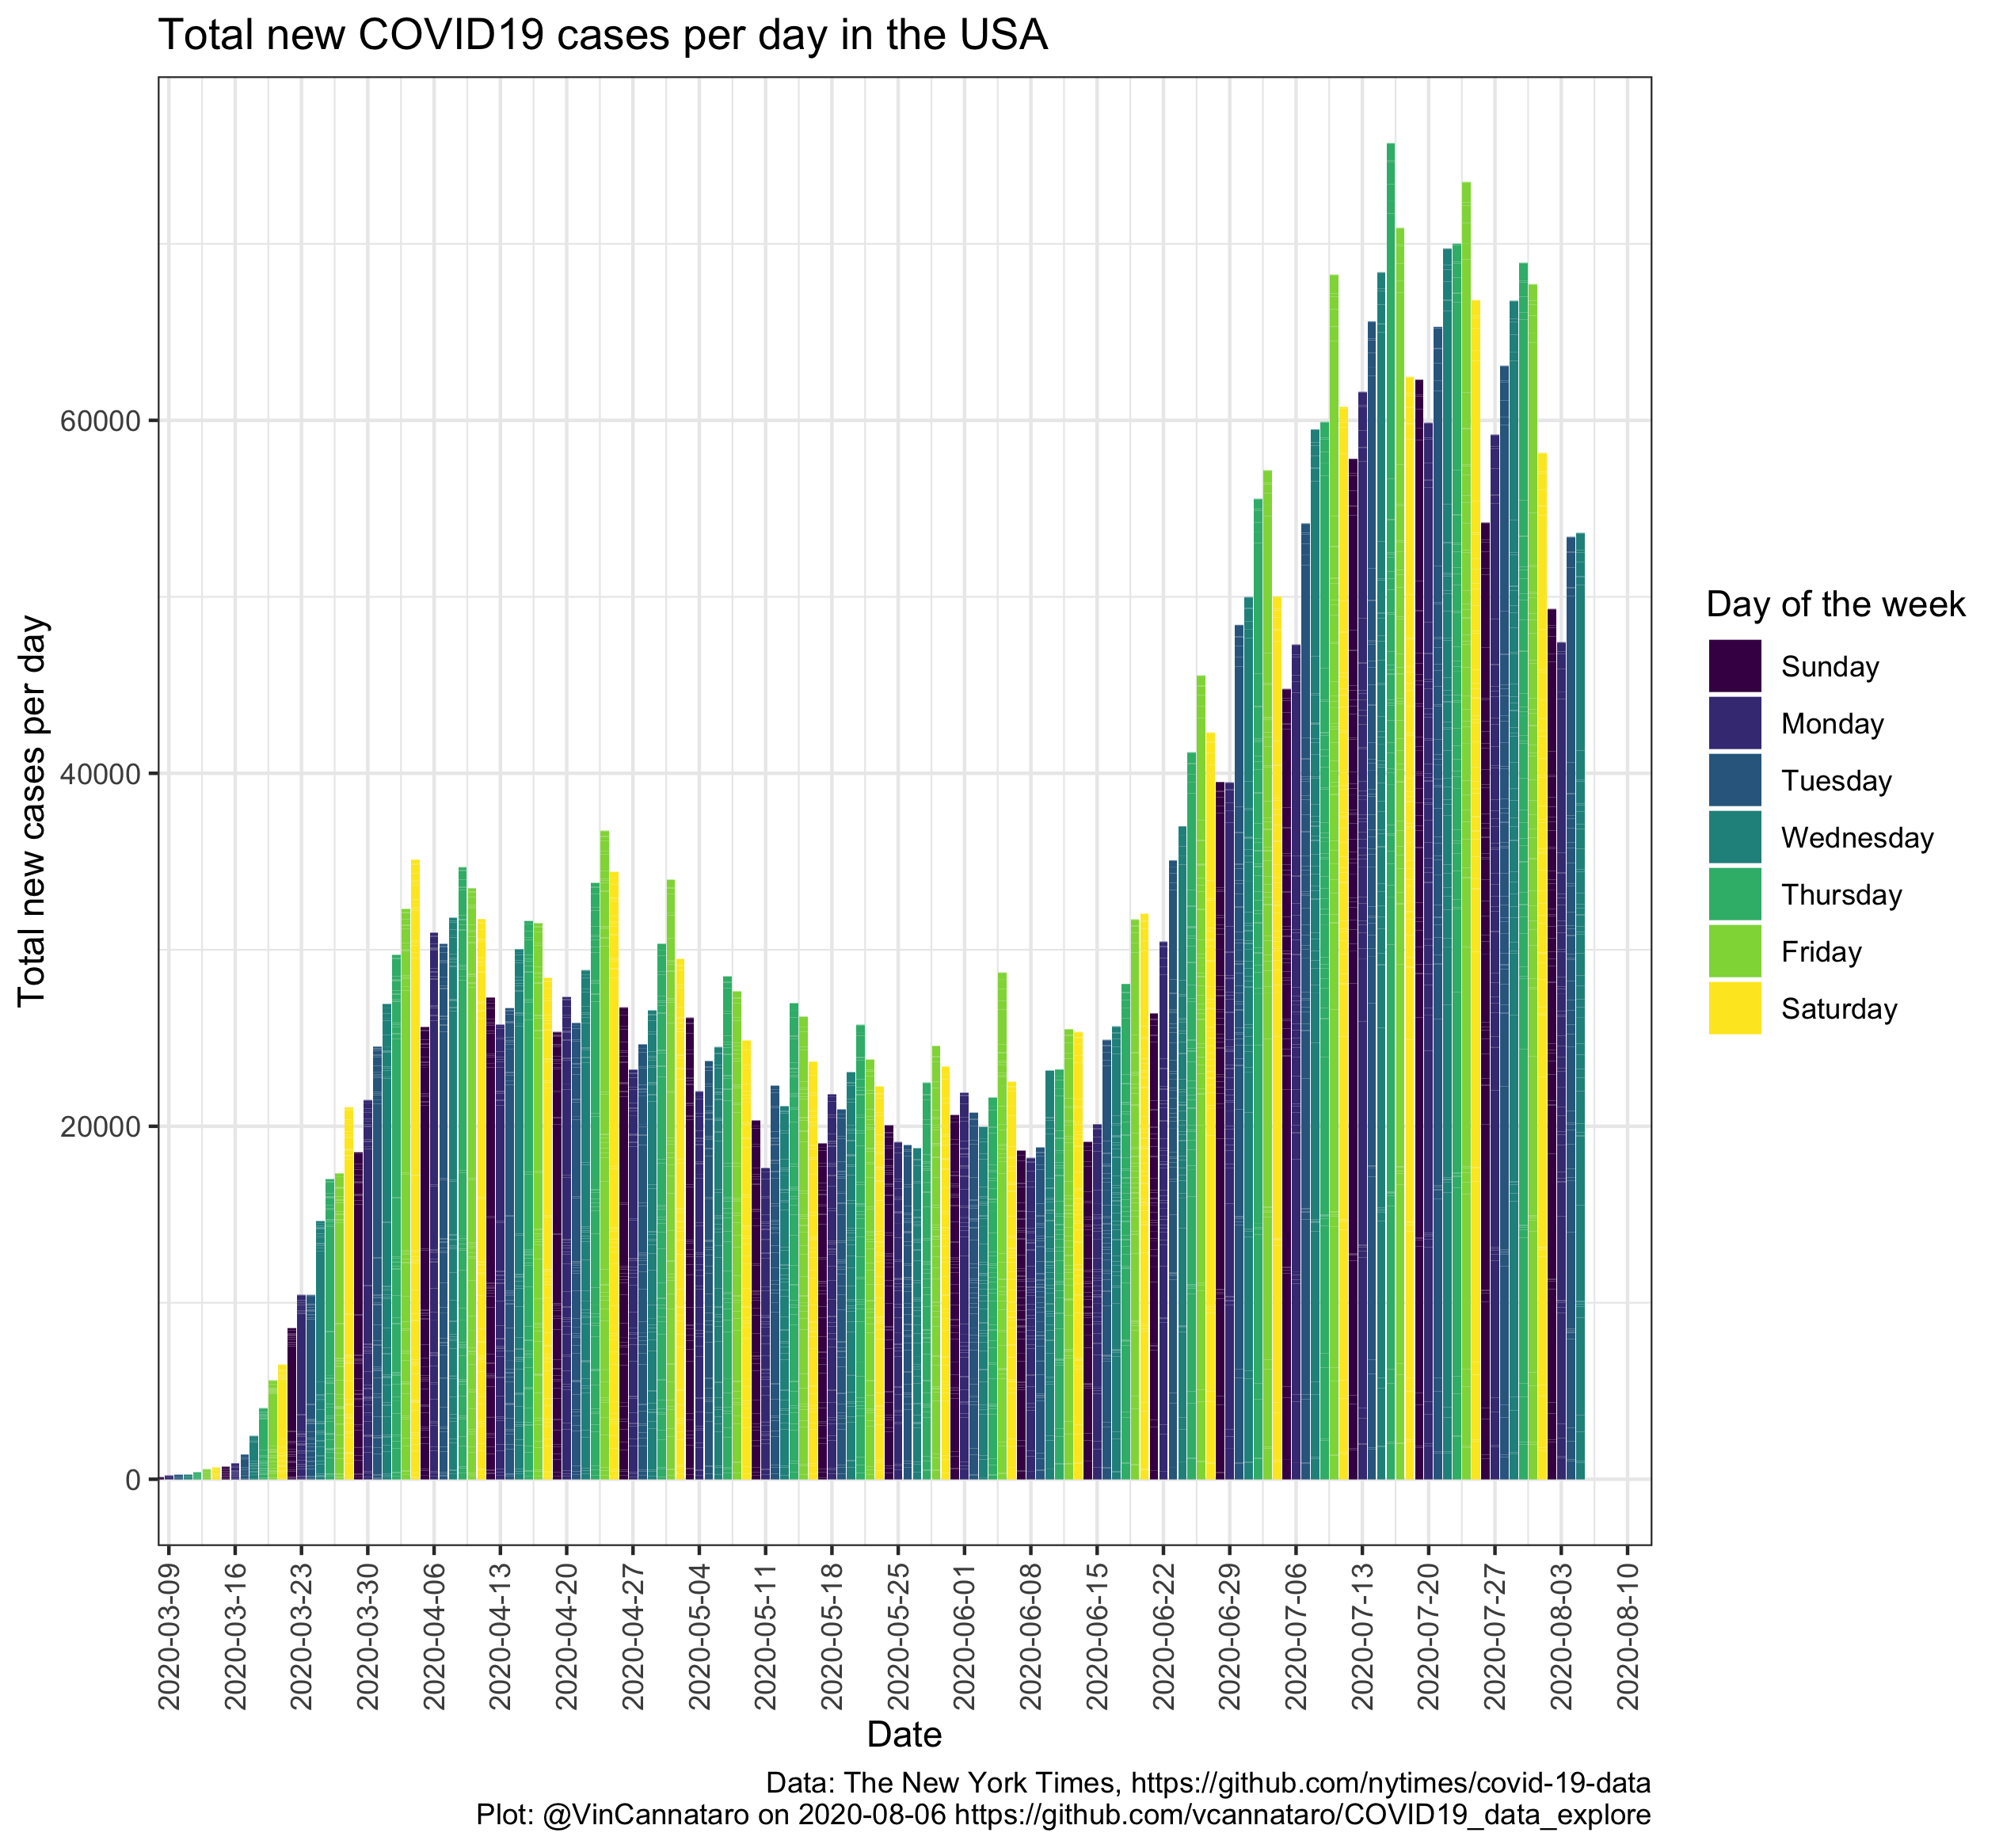 Total new COVID19 cases per day in the USA
Total new cases per day
60000
40000
20000
0
Day of the week
Sunday
Monday
Tuesday
Wednesday
Thursday
Friday
Saturday
2020-03-09
2020-03-16
2020-03-23
2020-03-30
2020-04-06
2020-04-13
2020-04-20
2020-04-27
2020-05-04
2020-05-11
2020-05-18
2020-05-25
2020-06-01
2020-06-08
2020-06-15
2020-06-22
2020-06-29
2020-07-06
2020-07-13
2020-07-20
2020-07-27
2020-08-03
2020-08-10
Date
Data: The New York Times, https://github.com/nytimes/covid-19-data
Plot: @VinCannataro on 2020-08-06 https://github.com/vcannataro/COVID19_data_explore